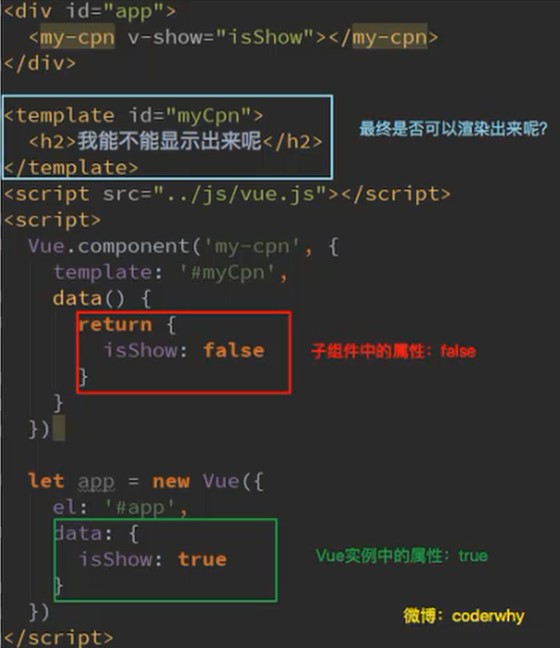 <div id="app">
<my-cpn v-show="isShow"></my-cpn>
</div>
<template id="myCpn">
<h2>我能不能显示出来呢</h2>
最终是否可以渲染出来呢?
</template>
<script src="../js/vue.js"></script>
<script>
Vue.component('my-cpn', {
template: '#myCpn',
data() {
return {
isShow: false
子组件中的属性：false
}
}
})
let app = new Vue({
el: '#app',
data: {
isShow: true
Vue实例中的属性：true
}
})
微博：coderwhy
</script>